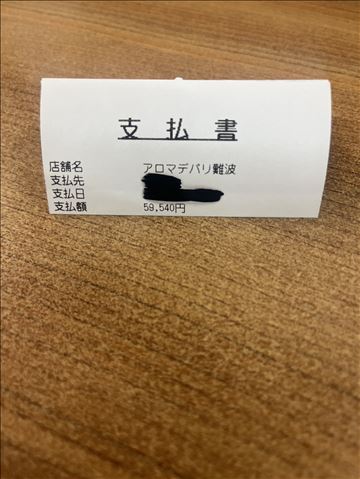 支払書
店舗名 アロマデバリ難波
支払先
支払日
支払額 59,540円